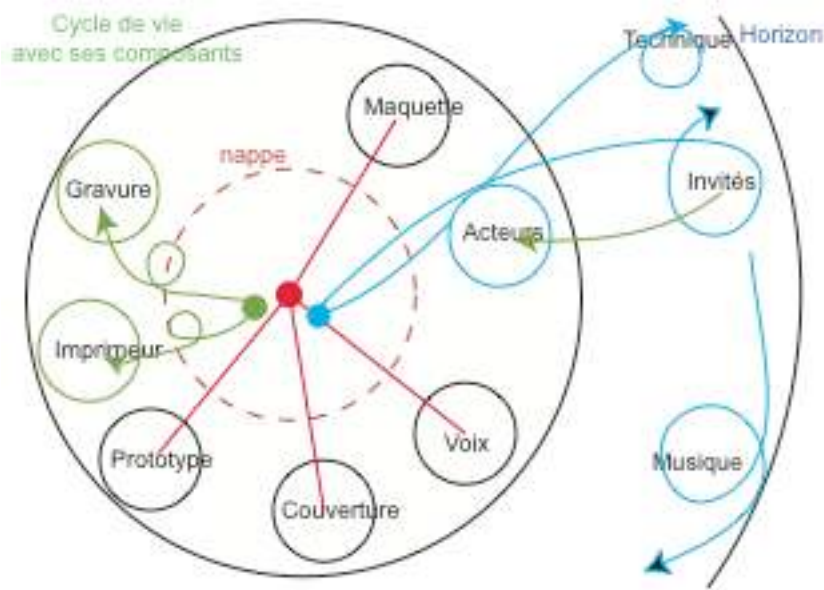 Cycle de vie
avec ses composants
Technique
Horizon
Maquette
nappe
Gravure
Invités
Acteurs
Imprimeur
Prototype
Voix
Musique
Couverture